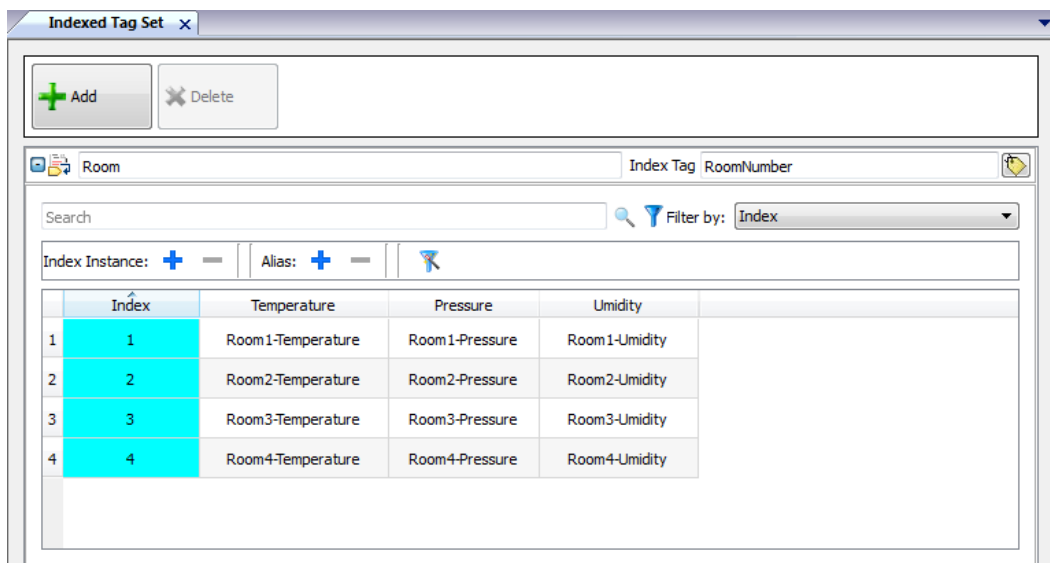 Indexed Tag Set X
Add Delete
Room Index Tag RoomNumber
Search Filter by: Index
Index Instance: Alias:
Index Temperature Pressure Umidity
1 1 Room1-Temperature Room1-Pressure Room1-Umidity
2 2 Room2-Temperature Room2-Pressure Room2-Umidity
3 3 Room3-Temperature Room3-Pressure Room3-Umidity
4 4 Room4-Temperature Room4-Pressure Room4-Umidity